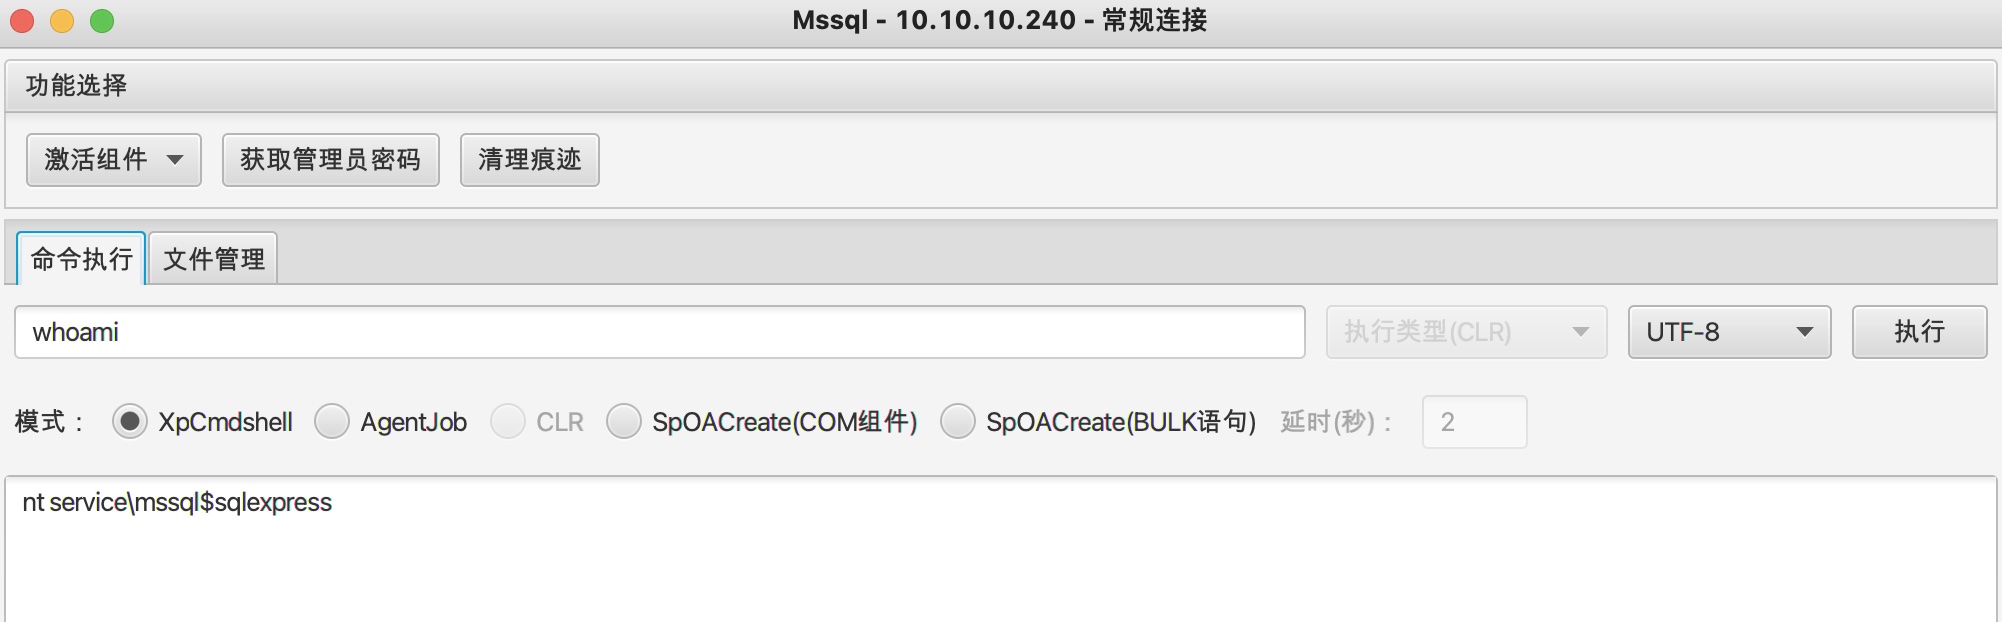 Mssql - 10.10.10.240 - 常规连接
功能选择
激活组件 获取管理员密码 清理痕迹
命令执行 文件管理
whoami 执行类型(CLR) UTF-8 执行
模式： XpCmdshell AgentJob CLR SpOACreate(COM组件) SpOACreate(BULK语句) 延时(秒)： 2
nt service\mssql$sqlexpress